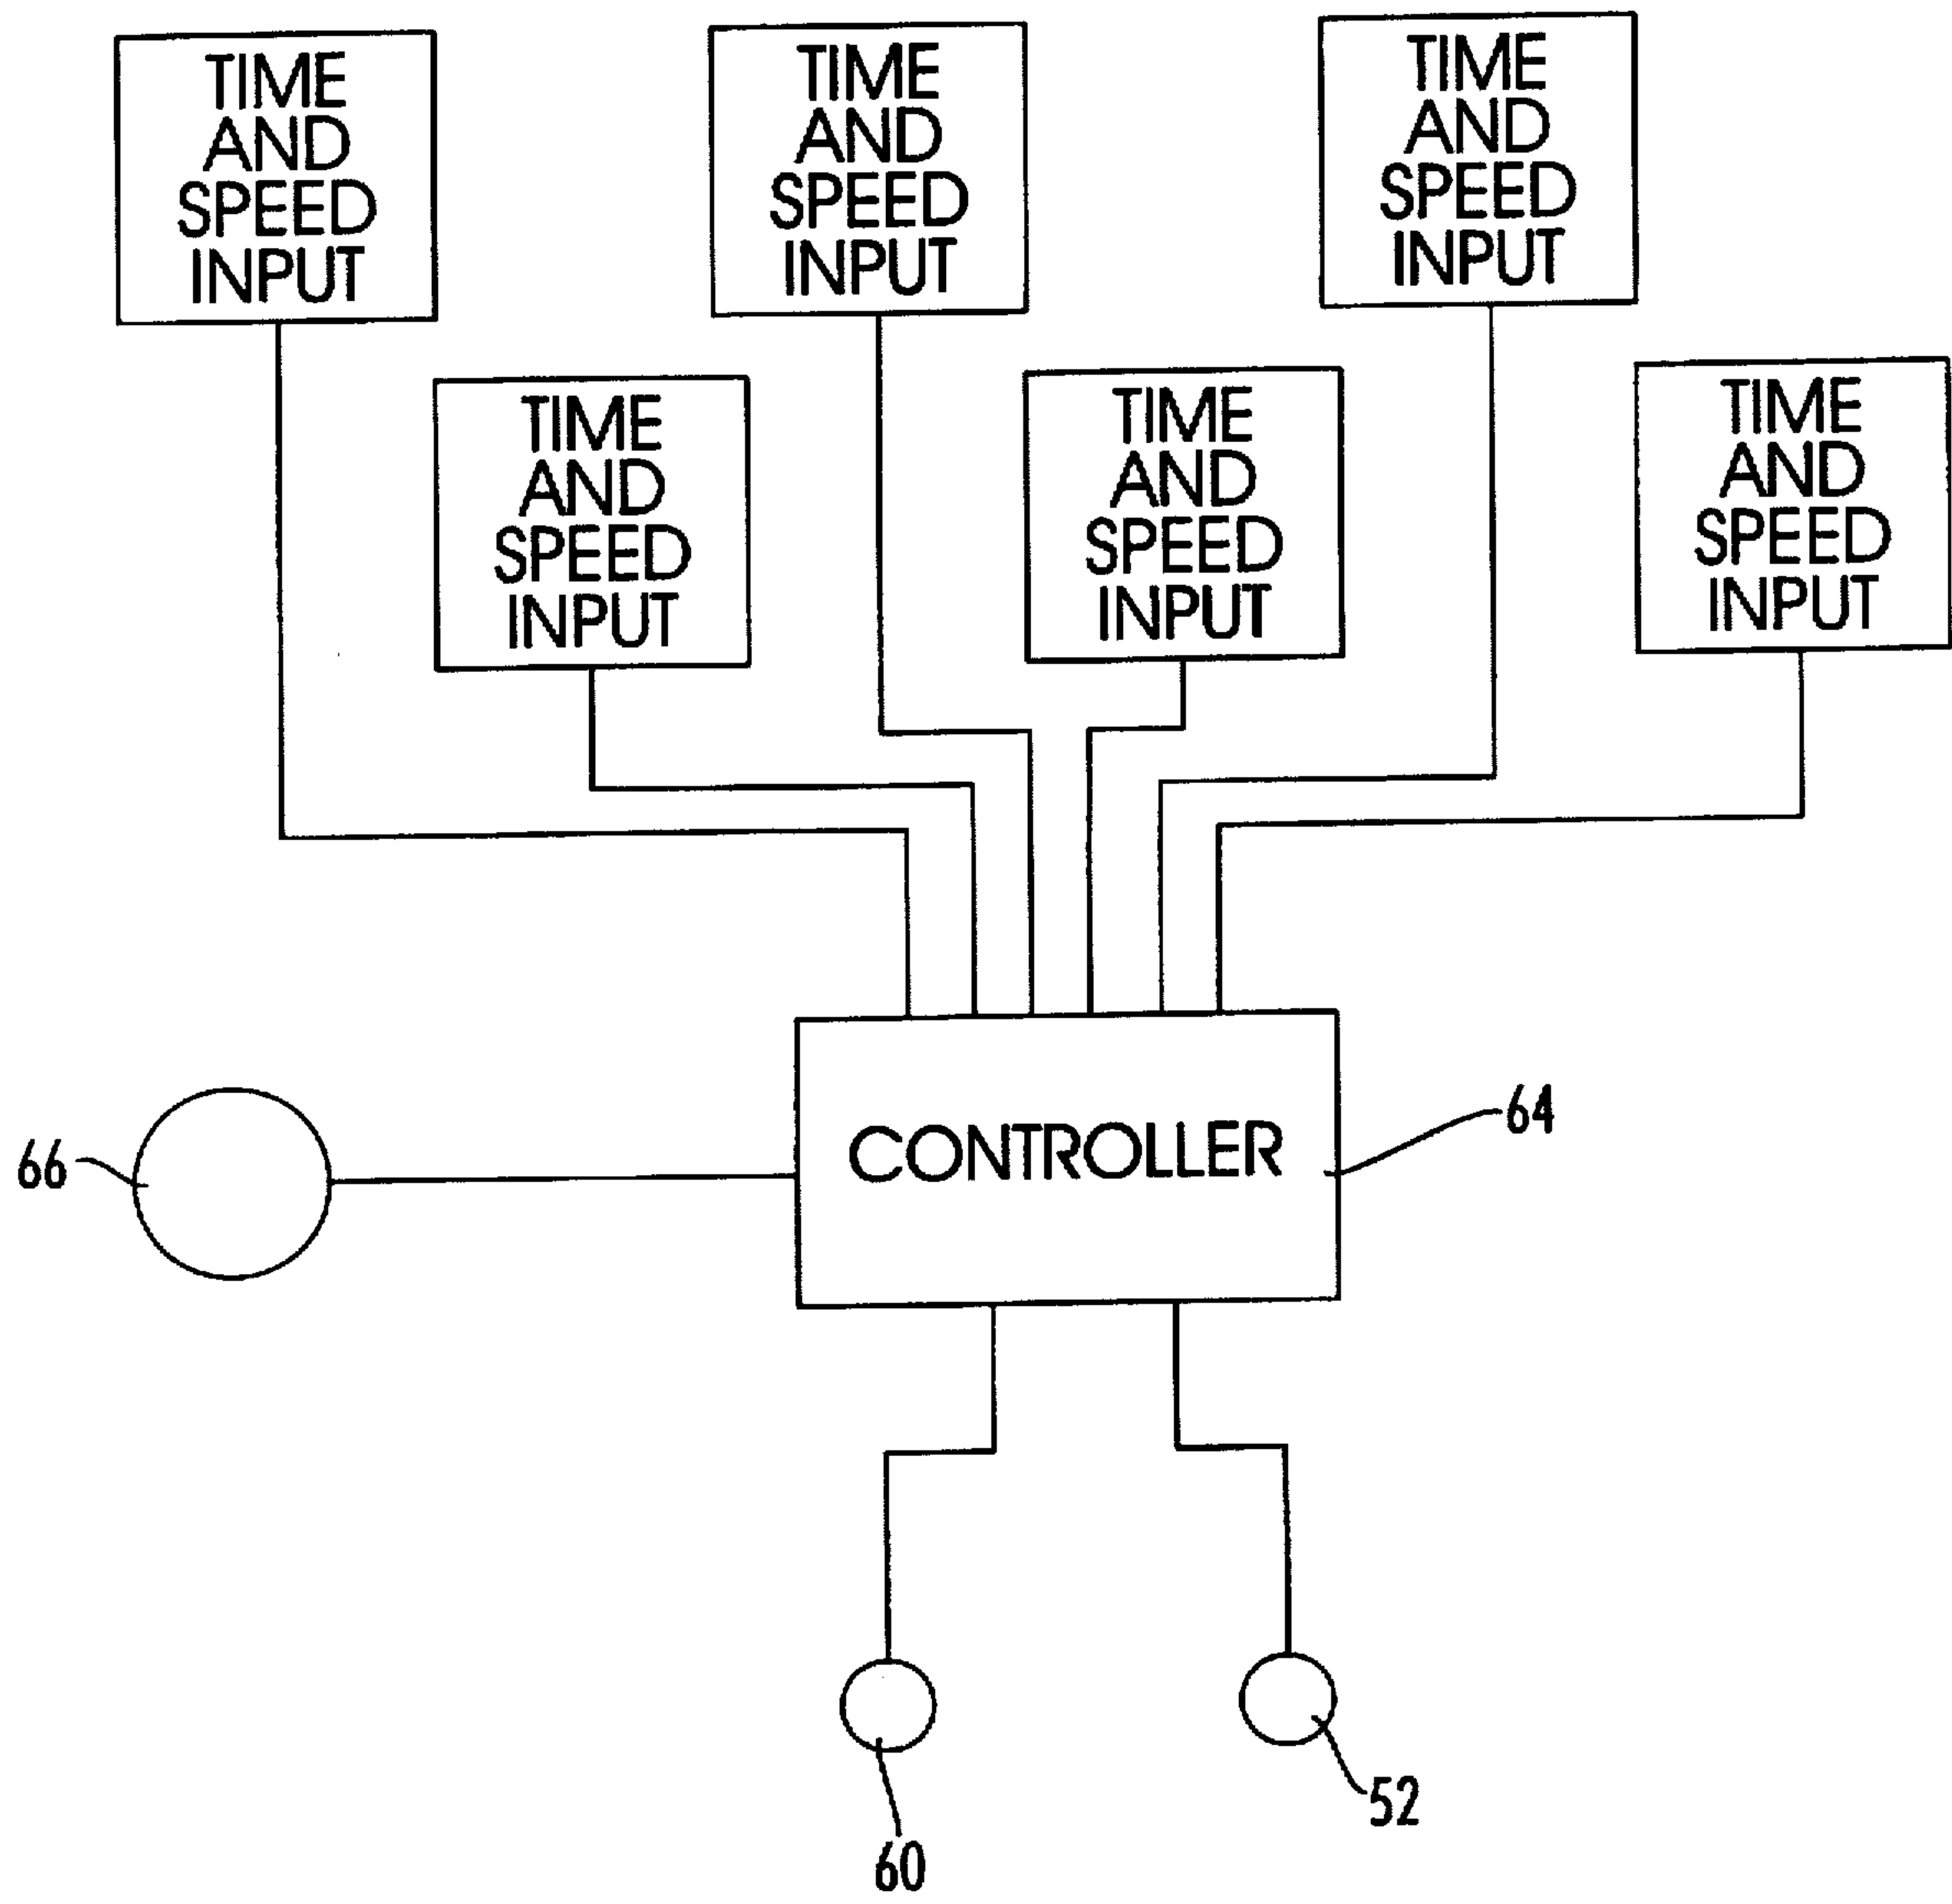 TIME
AND
SPEED
INPUT
TIME
AND
SPEED
INPUT
TIME
AND
SPEED
INPUT
TIME
AND
SPEED
INPUT
TIME
AND
SPEED
INPUT
TIME
AND
SPEED
INPUT
CONTROLLER
64
66
60
52